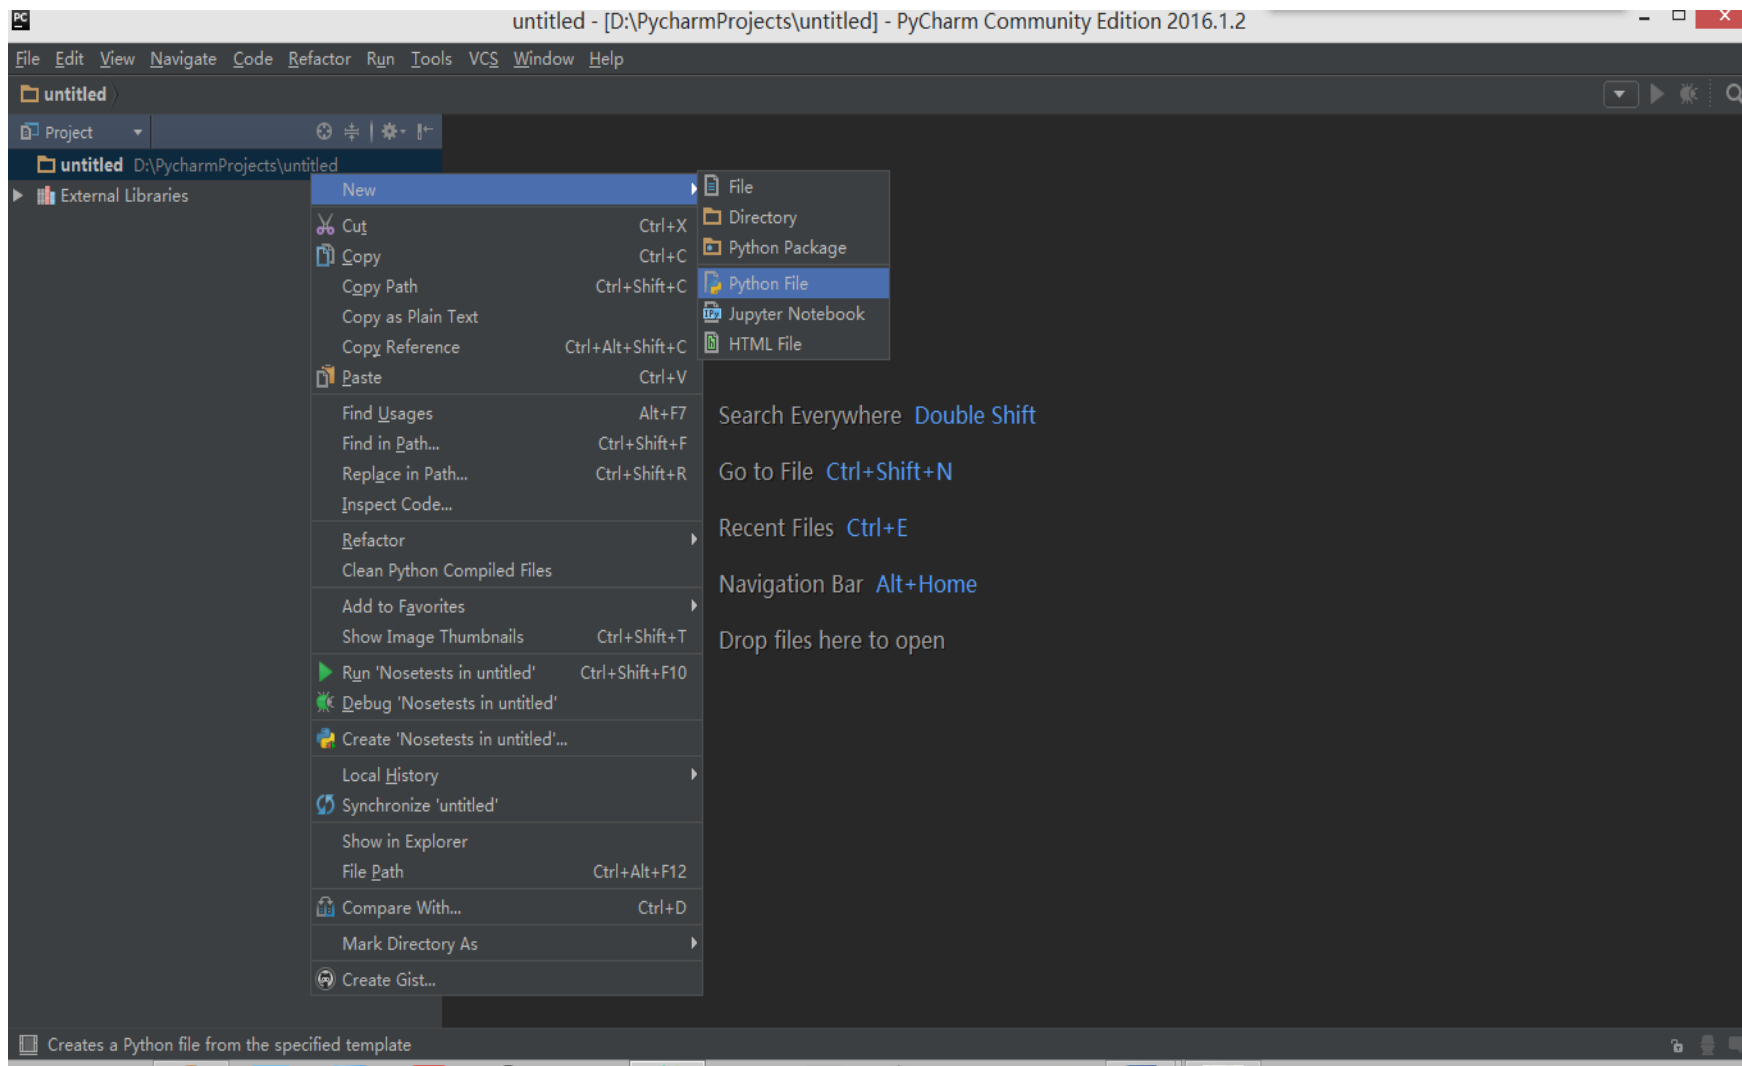 PC
untitled - [D:\PycharmProjects\untitled] - PyCharm Community Edition 2016.1.2
File Edit View Navigate Code Refactor Run Tools VCS Window Help
untitled
Project
untitled D:\PycharmProjects\untitled
External Libraries
New
Cut Ctrl+X
Copy Ctrl+C
Copy Path Ctrl+Shift+C
Copy as Plain Text
Copy Reference Ctrl+Alt+Shift+C
Paste Ctrl+V
Find Usages Alt+F7
Find in Path... Ctrl+Shift+F
Replace in Path... Ctrl+Shift+R
Inspect Code...
Refactor
Clean Python Compiled Files
Add to Favorites
Show Image Thumbnails Ctrl+Shift+T
Run 'Nosetests in untitled' Ctrl+Shift+F10
Debug 'Nosetests in untitled'
Create 'Nosetests in untitled'...
Local History
Synchronize 'untitled'
Show in Explorer
File Path Ctrl+Alt+F12
Compare With... Ctrl+D
Mark Directory As
Create Gist...
File
Directory
Python Package
Python File
IPy Jupyter Notebook
HTML File
Search Everywhere Double Shift
Go to File Ctrl+Shift+N
Recent Files Ctrl+E
Navigation Bar Alt+Home
Drop files here to open
Creates a Python file from the specified template